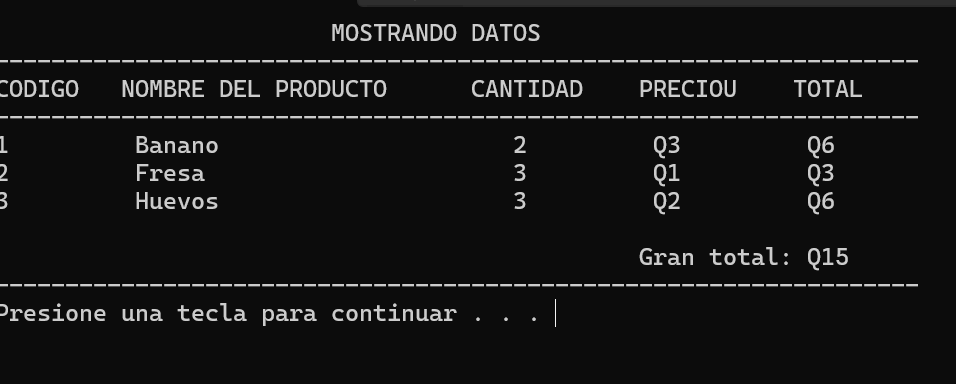 MOSTRANDO DATOS
--------------------------------------------------------------------
CODIGO   NOMBRE DEL PRODUCTO      CANTIDAD    PRECIOU    TOTAL
--------------------------------------------------------------------
1         Banano                     2         Q3         Q6
2         Fresa                      3         Q1         Q3
3         Huevos                     3         Q2         Q6
Gran total: Q15
--------------------------------------------------------------------
Presione una tecla para continuar . . .